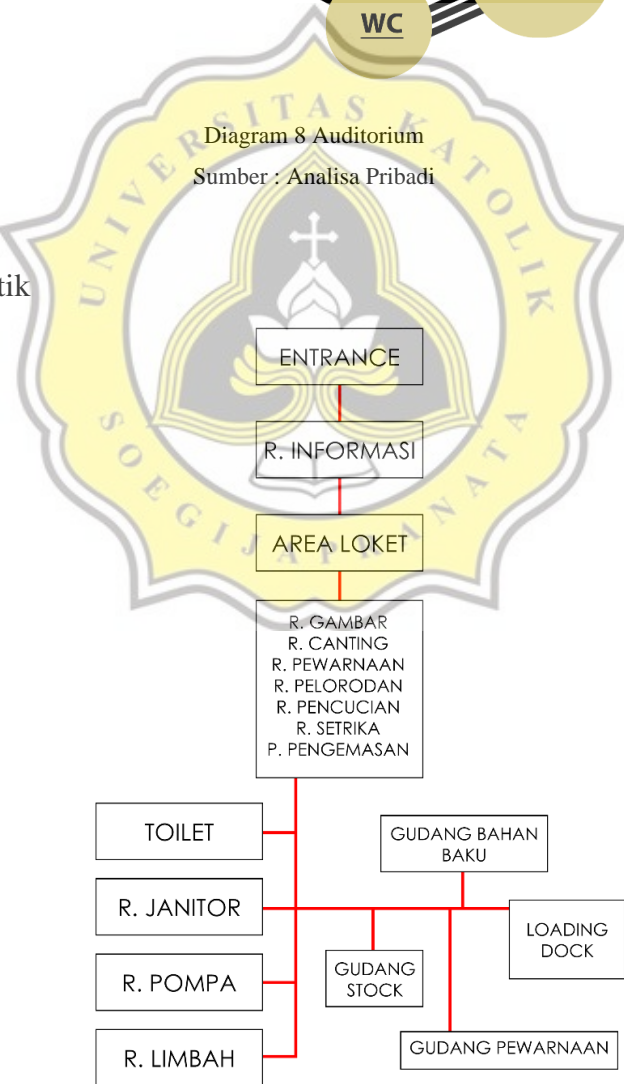 WC
Diagram 8 Auditorium
Sumber : Analisa Pribadi
UNIVERSITAS KATOLIK
SOEGIJAPRANATA
tik
ENTRANCE
R. INFORMASI
AREA LOKET
R. GAMBAR
R. CANTING
R. PEWARNAAN
R. PELORODAN
R. PENCUCIAN
R. SETRIKA
P. PENGEMASAN
TOILET
GUDANG BAHAN
BAKU
R. JANITOR
LOADING
DOCK
GUDANG
STOCK
R. POMPA
GUDANG PEWARNAAN
R. LIMBAH